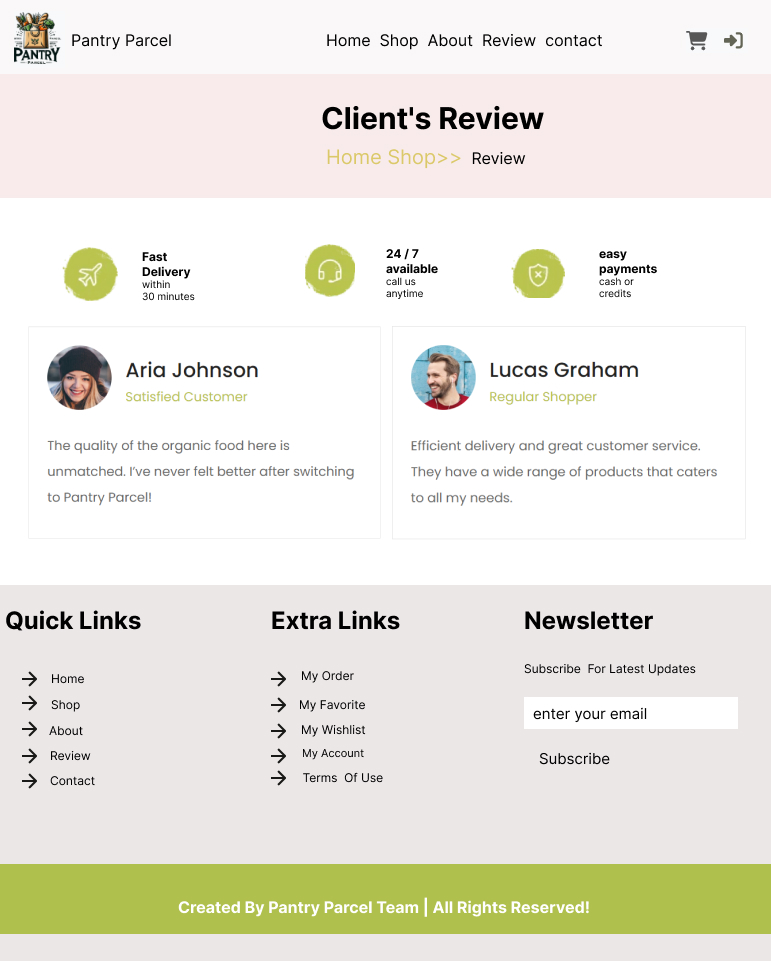 PANTRY
PARCEL
Pantry Parcel
Home Shop About Review contact
Client's Review
Home Shop>> Review
Fast
Delivery
within
30 minutes
24 / 7
available
call us
anytime
easy
payments
cash or
credits
Aria Johnson
Satisfied Customer
The quality of the organic food here is
unmatched. I've never felt better after switching
to Pantry Parcel!
Lucas Graham
Regular Shopper
Efficient delivery and great customer service.
They have a wide range of products that caters
to all my needs.
Quick Links
Home
Shop
About
Review
Contact
Extra Links
My Order
My Favorite
My Wishlist
My Account
Terms Of Use
Newsletter
Subscribe For Latest Updates
enter your email
Subscribe
Created By Pantry Parcel Team | All Rights Reserved!